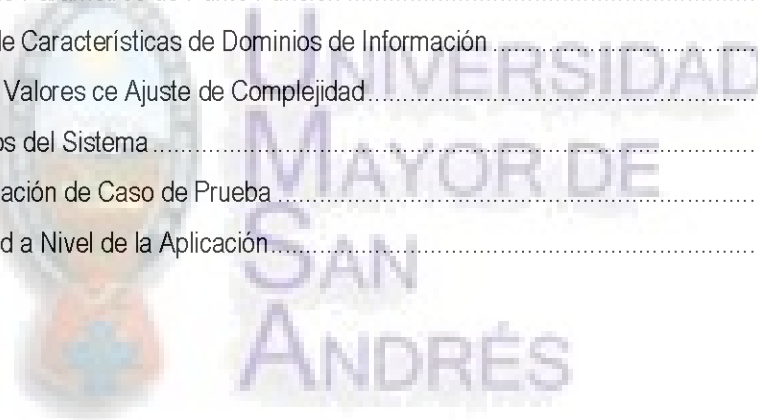 de Características de Dominios de Información
Valores ce Ajuste de Complejidad
os del Sistema
ación de Caso de Prueba
d a Nivel de la Aplicación
UNIVERSIDAD
MAYOR DE
SAN
ANDRÉS